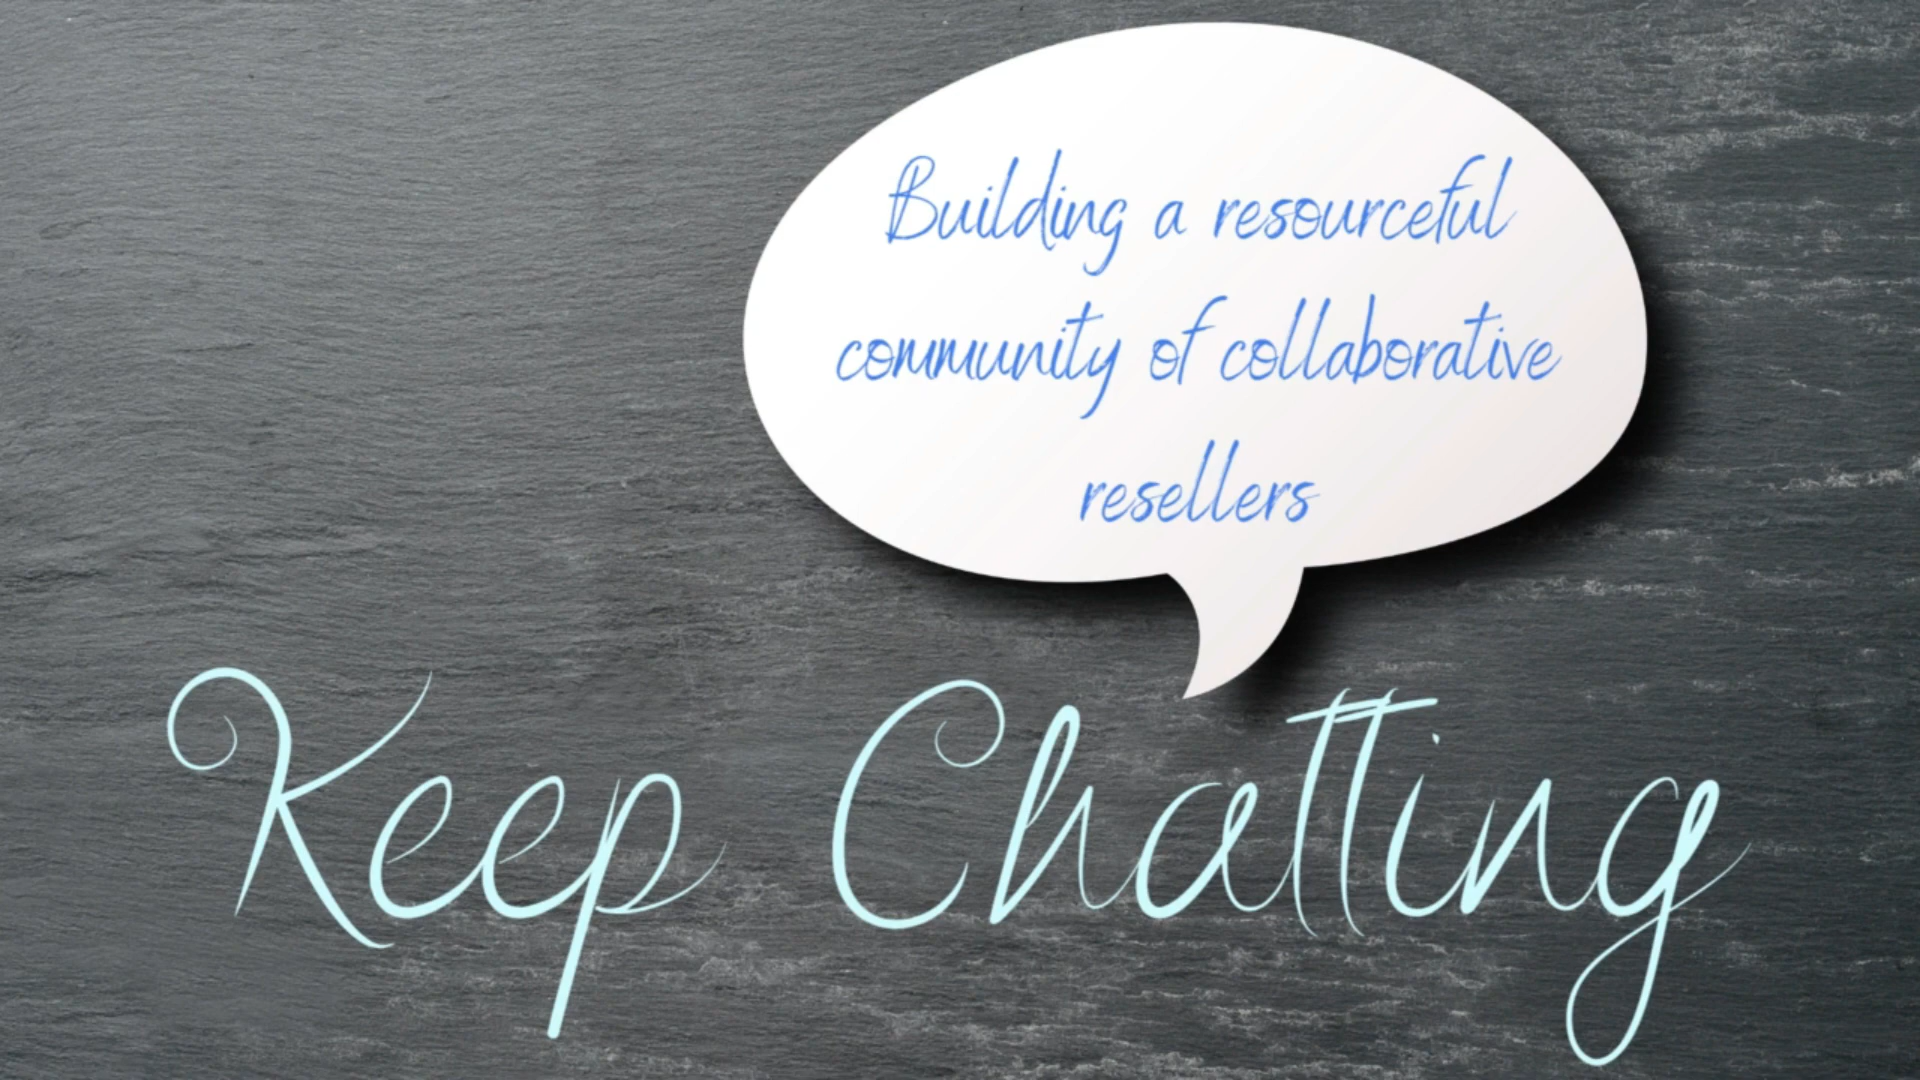 Building a resourceful
community of collaborative
resellers
Keep Chatting